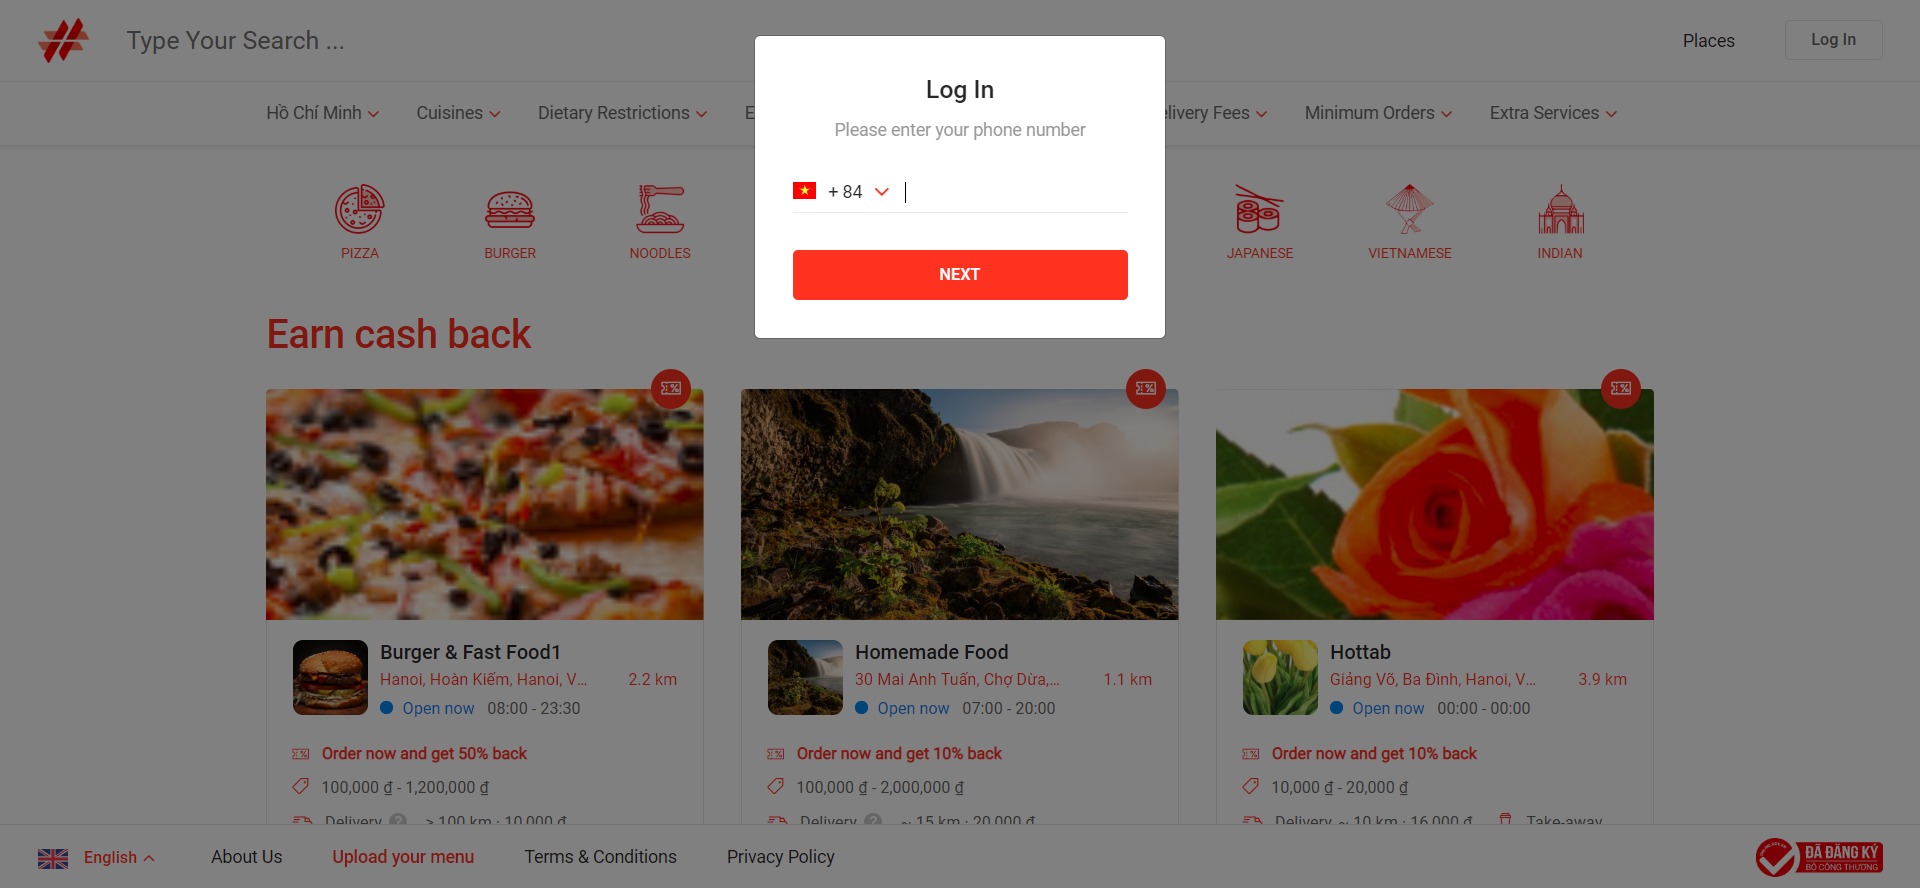 Type Your Search ...
Places
Log In
Log In
Please enter your phone number
+ 84
NEXT
Hồ Chí Minh
Cuisines
Dietary Restrictions
E
elivery Fees
Minimum Orders
Extra Services
PIZZA
BURGER
NOODLES
JAPANESE
VIETNAMESE
INDIAN
Earn cash back
Burger & Fast Food1
Hanoi, Hoàn Kiếm, Hanoi, V... 2.2 km
Open now 08:00 - 23:30
Order now and get 50% back
100,000 ₫ - 1,200,000 ₫
Delivery ? > 100 km : 10,000 ₫
Homemade Food
30 Mai Anh Tuấn, Chợ Dừa,... 1.1 km
Open now 07:00 - 20:00
Order now and get 10% back
100,000 ₫ - 2,000,000 ₫
Delivery ? ~ 15 km : 20,000 ₫
Hottab
Giảng Võ, Ba Đình, Hanoi, V... 3.9 km
Open now 00:00 - 00:00
Order now and get 10% back
10,000 ₫ - 20,000 ₫
Delivery ~ 10 km : 16,000 ₫ Take-away
English
About Us
Upload your menu
Terms & Conditions
Privacy Policy
ĐÃ ĐĂNG KÝ
BỘ CÔNG THƯƠNG